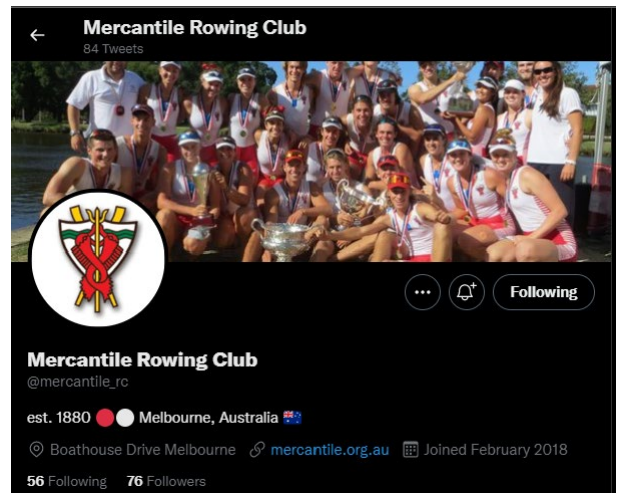 Mercantile Rowing Club
84 Tweets
Following
Mercantile Rowing Club
@mercantile_rc
est. 1880 🔴⚪ Melbourne, Australia 🇦🇺
Boathouse Drive Melbourne mercantile.org.au Joined February 2018
56 Following 76 Followers